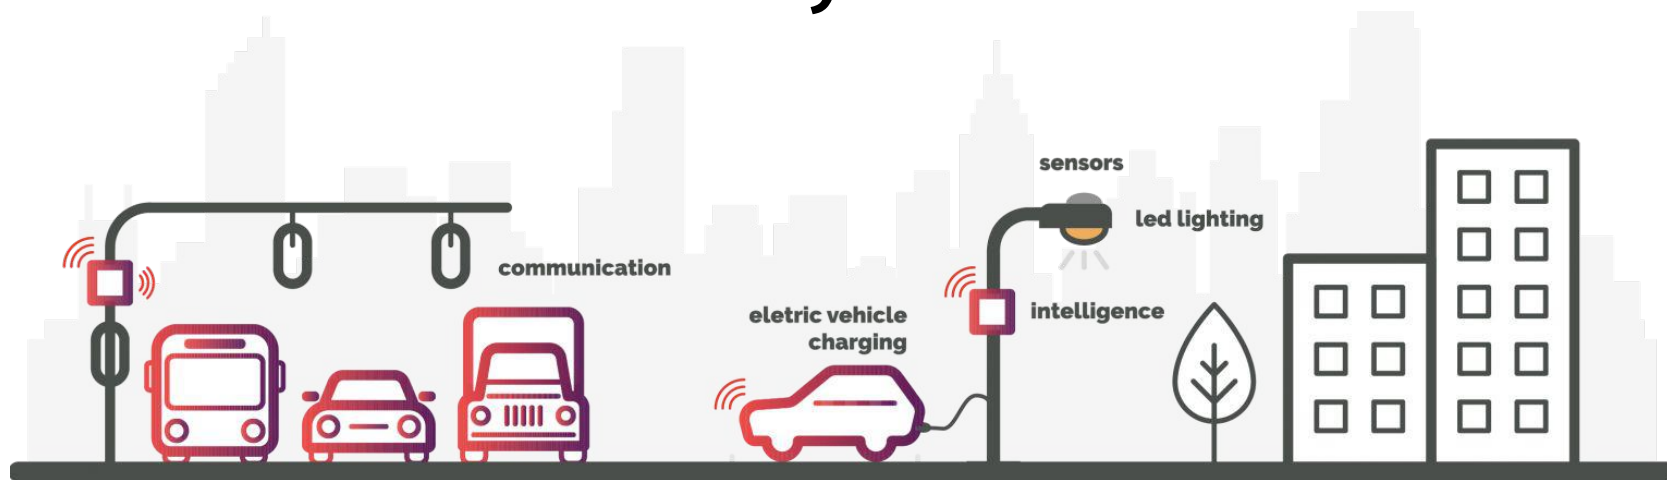 communication
eletric vehicle
charging
sensors
led lighting
intelligence